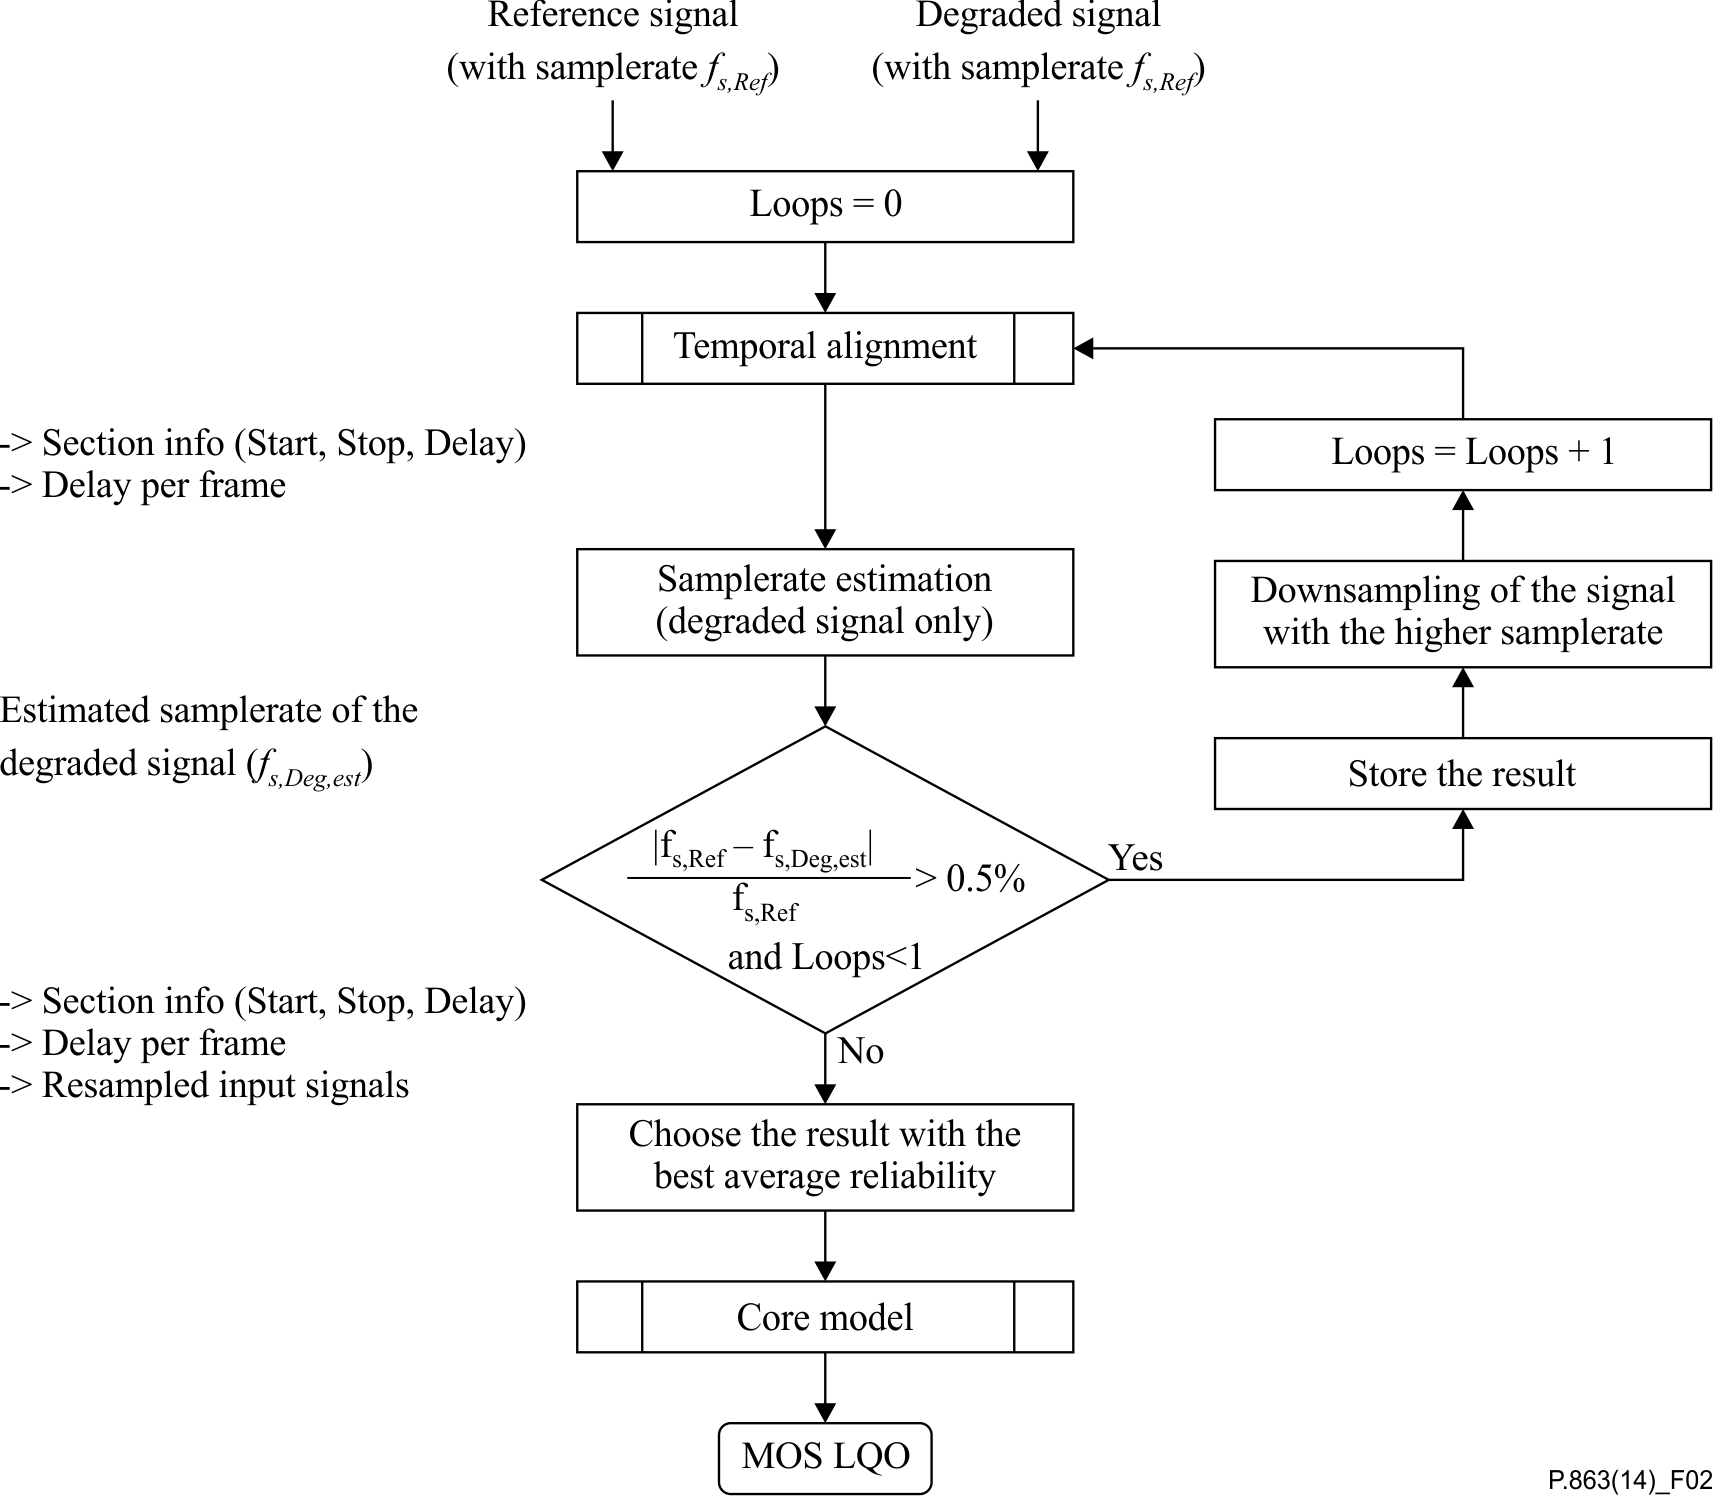 Reference signal
(with samplerate fs,Ref)
Degraded signal
(with samplerate fs,Ref)
Loops = 0
Temporal alignment
-> Section info (Start, Stop, Delay)
-> Delay per frame
Loops = Loops + 1
Samplerate estimation
(degraded signal only)
Downsampling of the signal
with the higher samplerate
Estimated samplerate of the
degraded signal (fs,Deg,est)
Store the result
|fs,Ref – fs,Deg,est|
> 0.5%
fs,Ref
and Loops<1
Yes
-> Section info (Start, Stop, Delay)
-> Delay per frame
-> Resampled input signals
No
Choose the result with the
best average reliability
Core model
MOS LQO
P.863(14)_F02